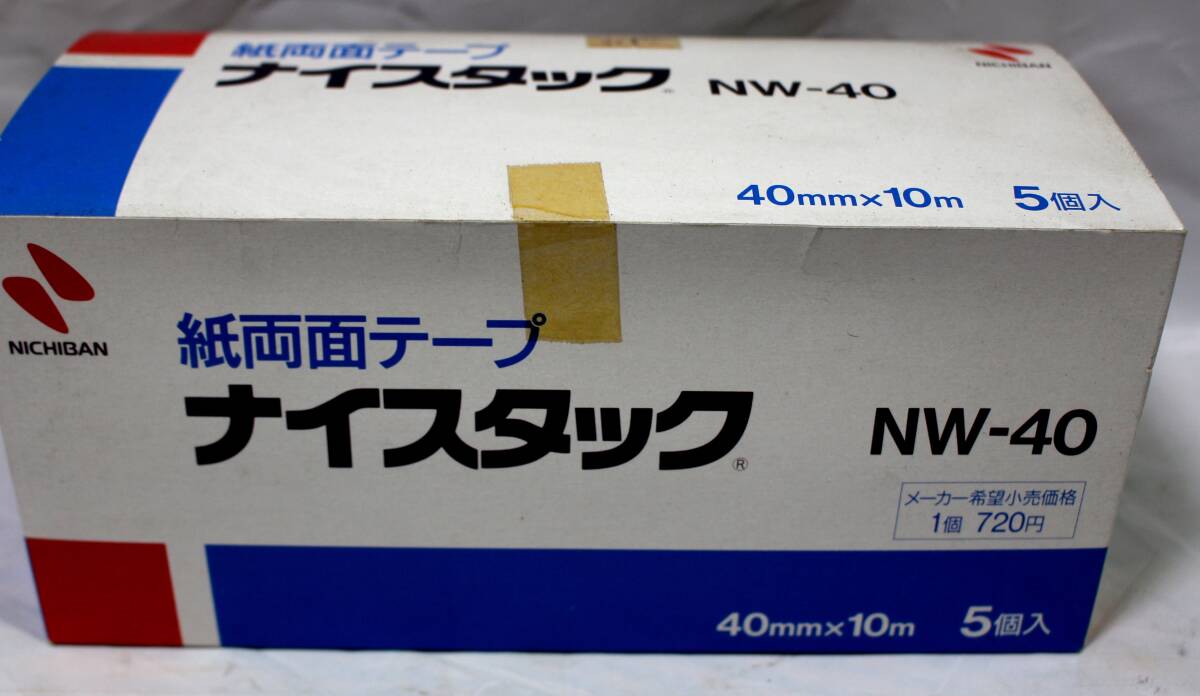 紙両面テープ
ナイスタック® NW-40
NICHIBAN
40mm×10m 5個入
NICHIBAN
紙両面テープ
ナイスタック® NW-40
メーカー希望小売価格
1個 720円
40mm×10m 5個入